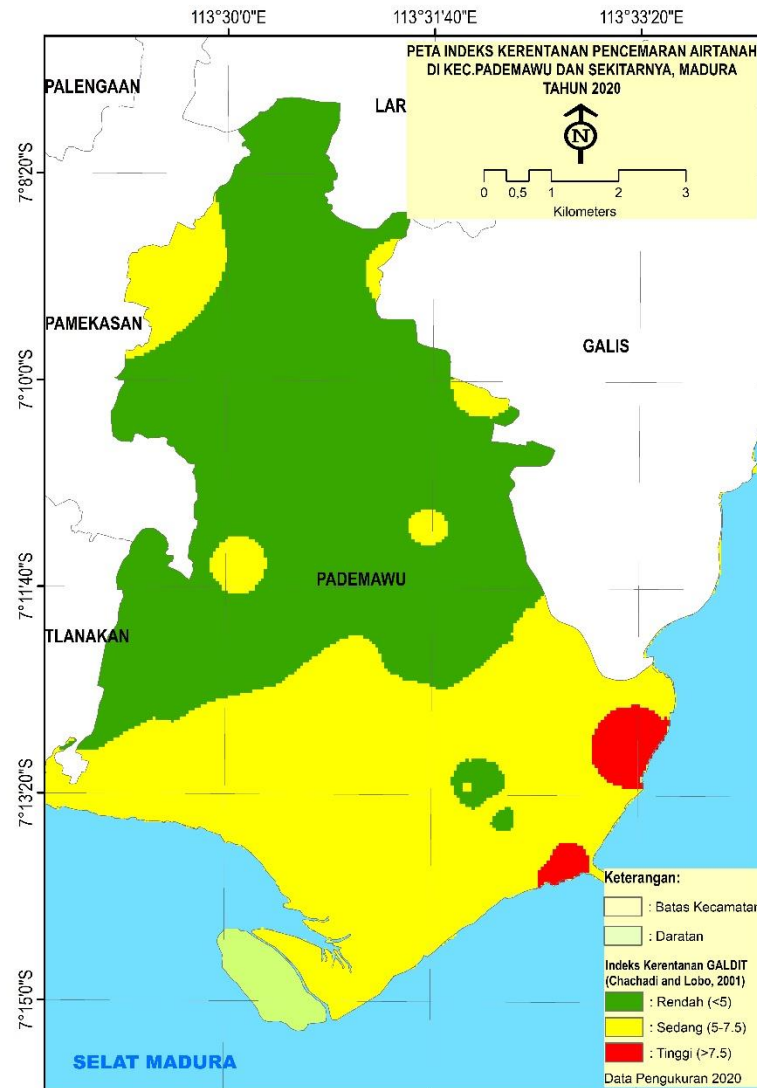 113°30'0"E 113°31'40"E 113°33'20"E
PETA INDEKS KERENTANAN PENCEMARAN AIRTANAH
DI KEC.PADEMAWU DAN SEKITARNYA, MADURA
TAHUN 2020
N
0 0,5 1 2 3
Kilometers
PALENGAAN
LAR
7°8'20"S
PAMEKASAN
GALIS
7°10'0"S
PADEMAWU
7°11'40"S
TLANAKAN
7°13'20"S
7°15'0"S
SELAT MADURA
Keterangan:
: Batas Kecamatan
: Daratan
Indeks Kerentanan GALDIT
(Chachadi and Lobo, 2001)
: Rendah (<5)
: Sedang (5-7.5)
: Tinggi (>7.5)
Data Pengukuran 2020